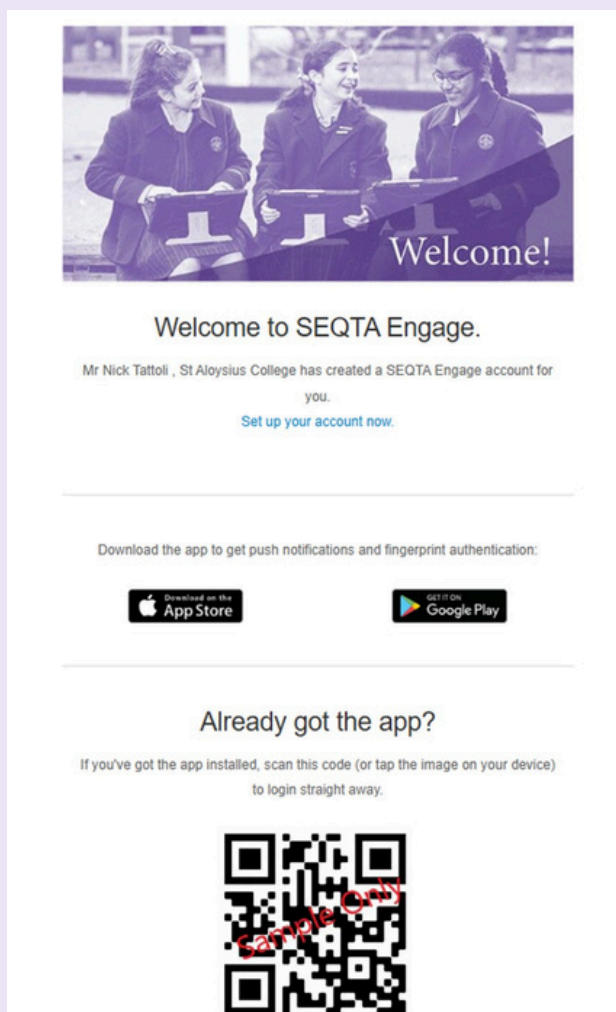 Welcome!
Welcome to SEQTA Engage.
Mr Nick Tattoli , St Aloysius College has created a SEQTA Engage account for
you.
Set up your account now.
Download the app to get push notifications and fingerprint authentication:
Download on the
App Store
GET IT ON
Google Play
Already got the app?
If you've got the app installed, scan this code (or tap the image on your device)
to login straight away.
Sample Only